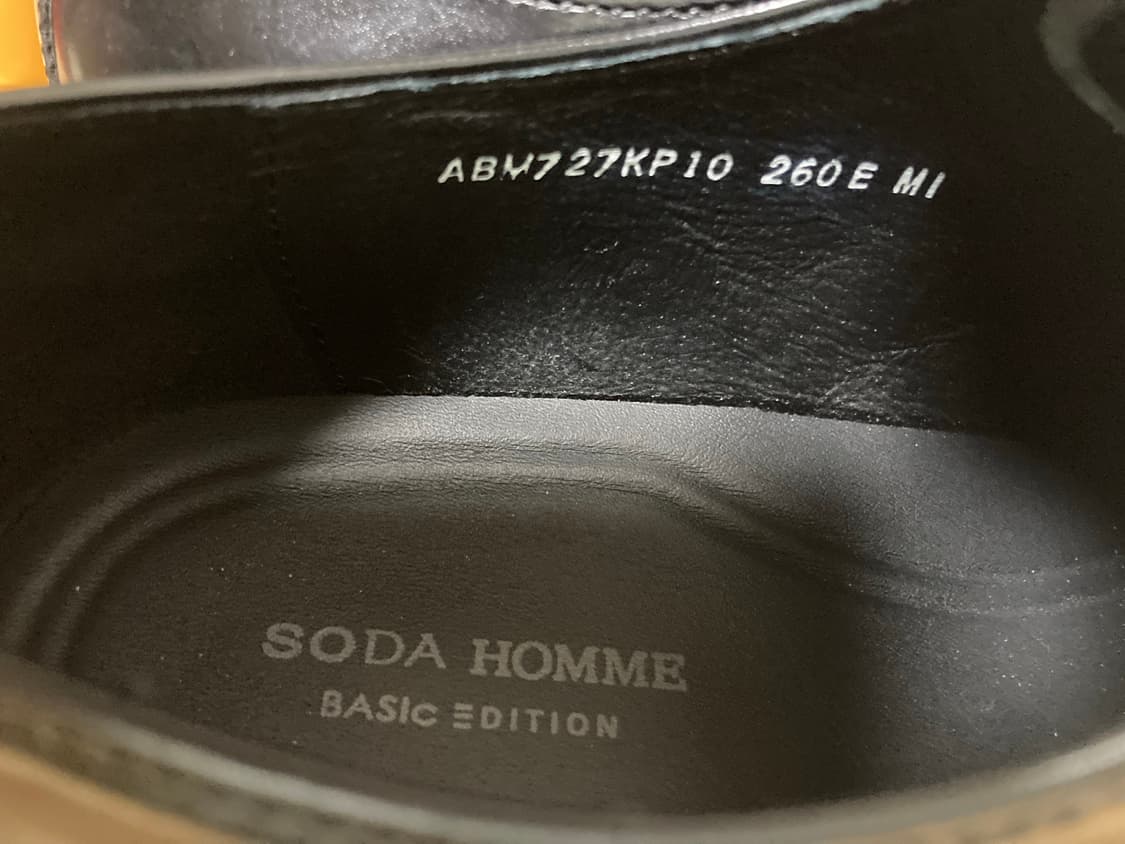 ABM727KP10 260E MI
SODA HOMME
BASIc EDITION